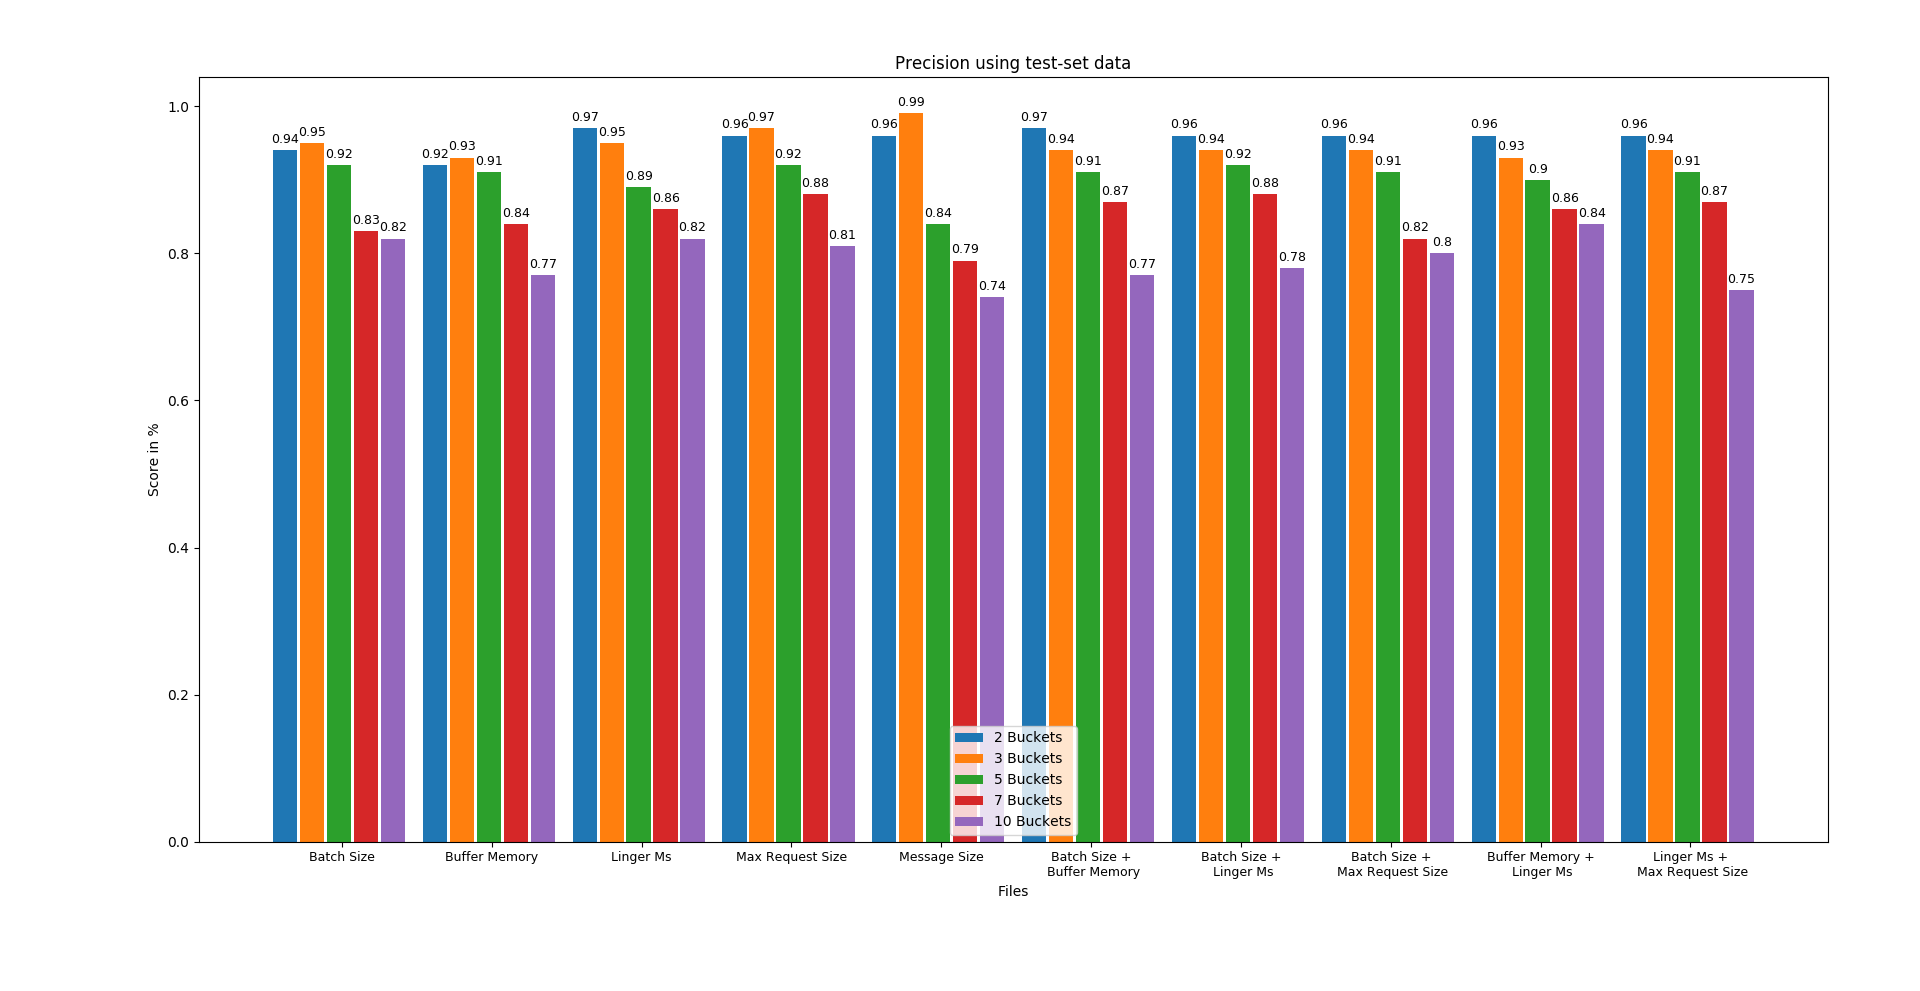 Precision using test-set data
1.0
0.8
0.6
0.4
0.2
0.0
Score in %
0.94 0.95 0.92 0.83 0.82
0.92 0.93 0.91 0.84 0.77
0.97 0.95 0.89 0.86 0.82
0.96 0.97 0.92 0.88 0.81
0.96 0.99 0.84 0.79 0.74
0.97 0.94 0.91 0.87 0.77
0.96 0.94 0.92 0.88 0.78
0.96 0.94 0.91 0.82 0.8
0.96 0.93 0.9 0.86 0.84
0.96 0.94 0.91 0.87 0.75
2 Buckets
3 Buckets
5 Buckets
7 Buckets
10 Buckets
Batch Size
Buffer Memory
Linger Ms
Max Request Size
Message Size
Batch Size +
Buffer Memory
Batch Size +
Linger Ms
Batch Size +
Max Request Size
Buffer Memory +
Linger Ms
Linger Ms +
Max Request Size
Files